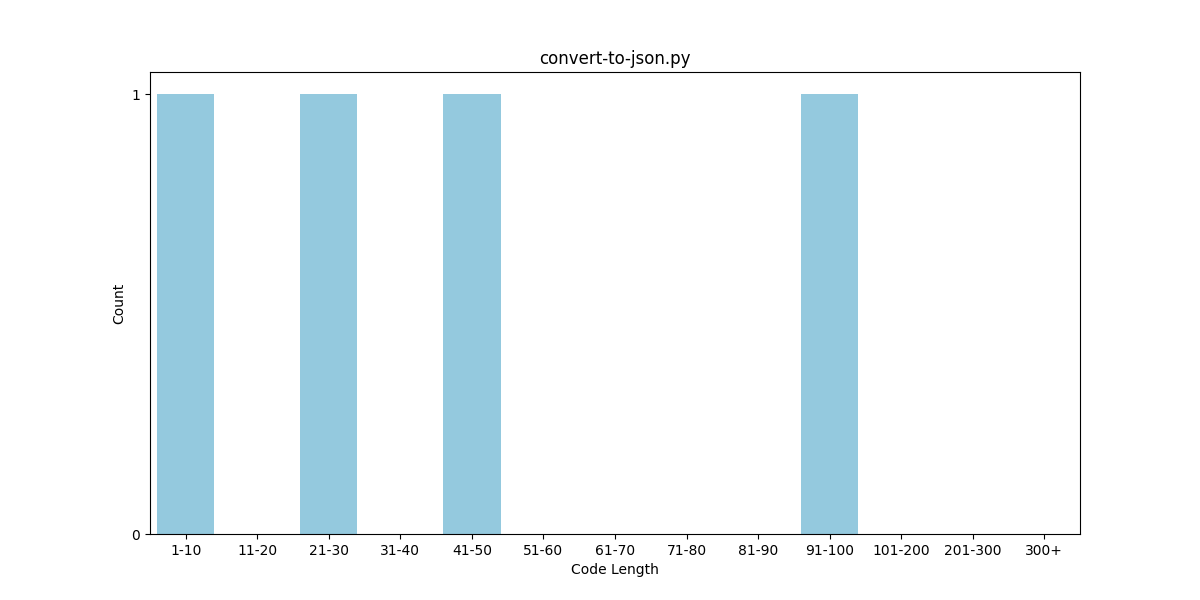 convert-to-json.py
1
Count
0
1-10 11-20 21-30 31-40 41-50 51-60 61-70 71-80 81-90 91-100 101-200 201-300 300+
Code Length